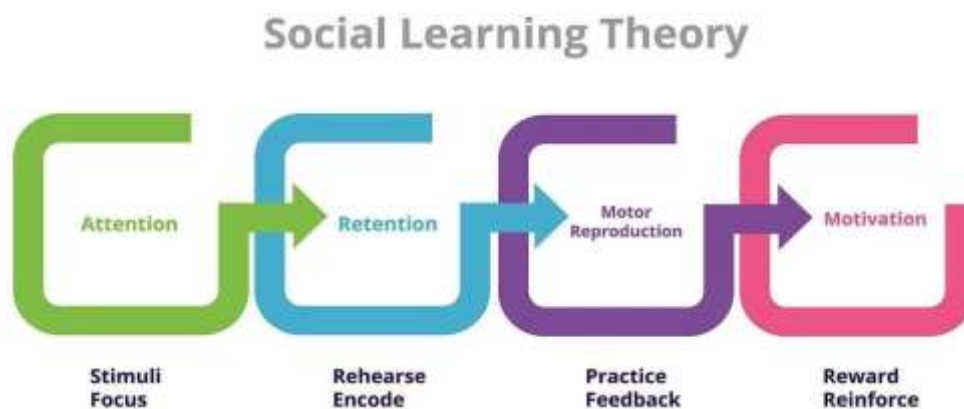 Social Learning Theory
Attention
Retention
Motor
Reproduction
Motivation
Stimuli
Focus
Rehearse
Encode
Practice
Feedback
Reward
Reinforce